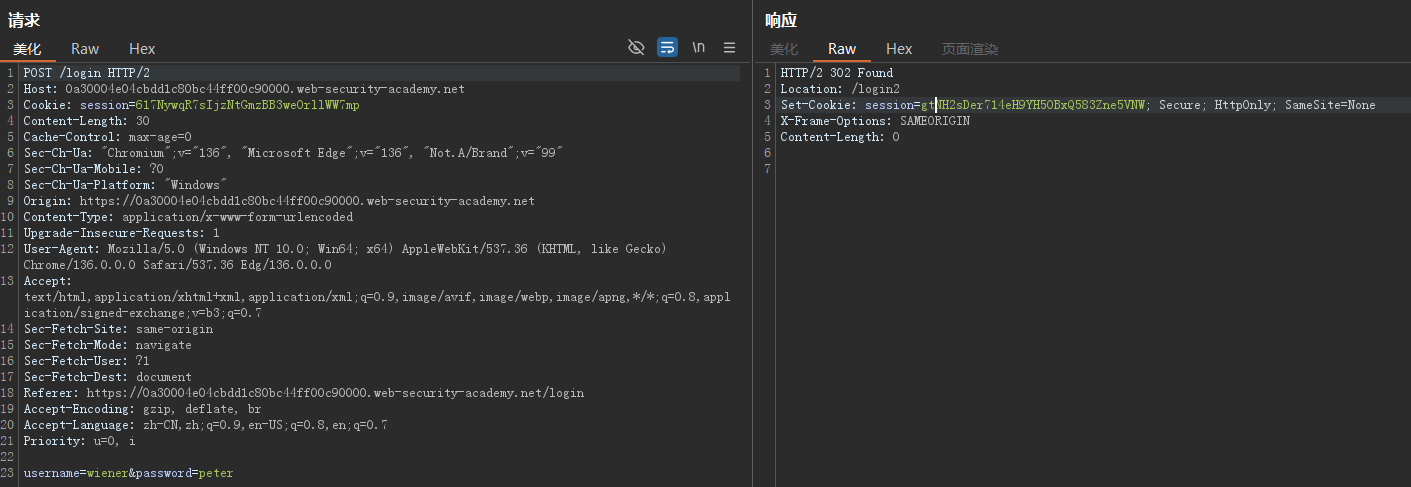 请求
美化 Raw Hex \n
1 POST /login HTTP/2
2 Host: 0a30004e04cbdd1c80bc44ff00c90000.web-security-academy.net
3 Cookie: session=617NywqR7sIjzNtGmzBB3weOrllWW7mp
4 Content-Length: 30
5 Cache-Control: max-age=0
6 Sec-Ch-Ua: "Chromium";v="136", "Microsoft Edge";v="136", "Not.A/Brand";v="99"
7 Sec-Ch-Ua-Mobile: ?0
8 Sec-Ch-Ua-Platform: "Windows"
9 Origin: https://0a30004e04cbdd1c80bc44ff00c90000.web-security-academy.net
10 Content-Type: application/x-www-form-urlencoded
11 Upgrade-Insecure-Requests: 1
12 User-Agent: Mozilla/5.0 (Windows NT 10.0; Win64; x64) AppleWebKit/537.36 (KHTML, like Gecko)
Chrome/136.0.0.0 Safari/537.36 Edg/136.0.0.0
13 Accept:
text/html,application/xhtml+xml,application/xml;q=0.9,image/avif,image/webp,image/apng,*/*;q=0.8,appl
ication/signed-exchange;v=b3;q=0.7
14 Sec-Fetch-Site: same-origin
15 Sec-Fetch-Mode: navigate
16 Sec-Fetch-User: ?1
17 Sec-Fetch-Dest: document
18 Referer: https://0a30004e04cbdd1c80bc44ff00c90000.web-security-academy.net/login
19 Accept-Encoding: gzip, deflate, br
20 Accept-Language: zh-CN,zh;q=0.9,en-US;q=0.8,en;q=0.7
21 Priority: u=0, i
22
23 username=wiener&password=peter
响应
美化 Raw Hex 页面渲染
1 HTTP/2 302 Found
2 Location: /login2
3 Set-Cookie: session=gtNH2sDer714eH9YH5OBxQ583Zne5VNW; Secure; HttpOnly; SameSite=None
4 X-Frame-Options: SAMEORIGIN
5 Content-Length: 0
6
7